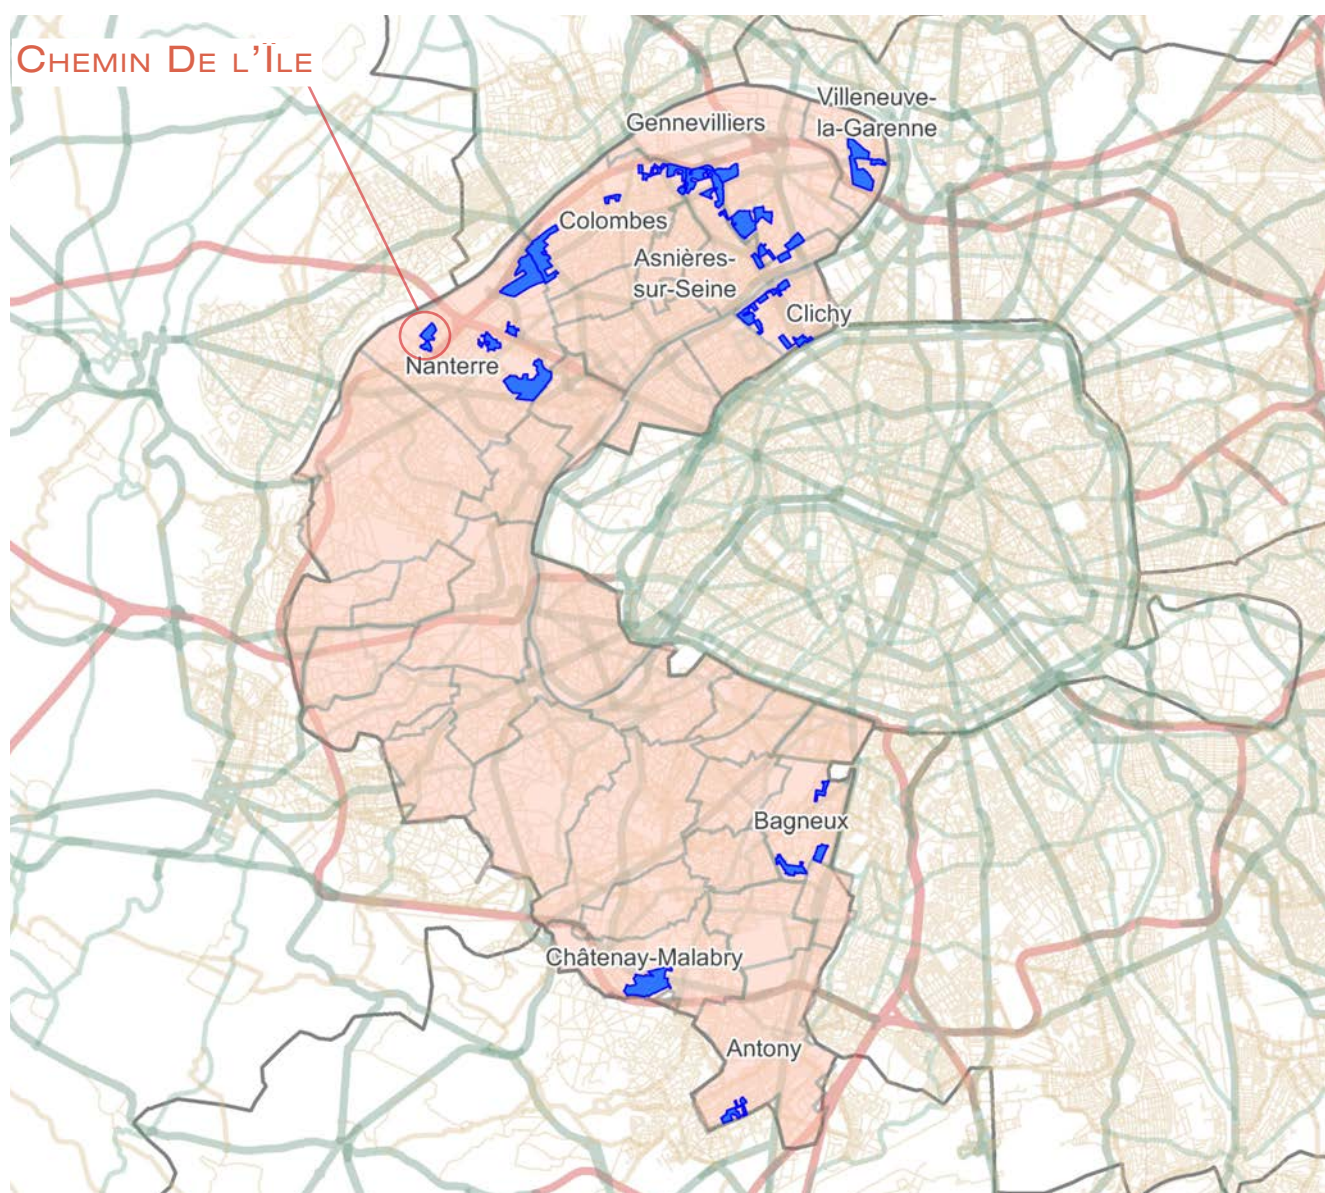 CHEMIN DE L'ÎLE
Villeneuve-
la-Garenne
Gennevilliers
Colombes
Asnières-
sur-Seine
Clichy
Nanterre
Bagneux
Châtenay-Malabry
Antony